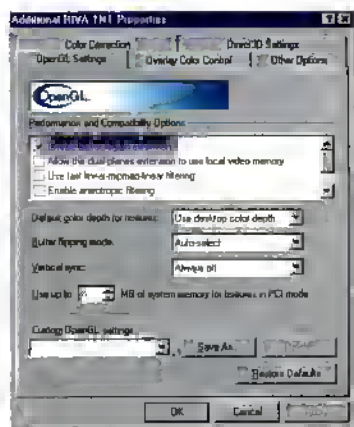 Additional RIVA TNT Properties
Color Correction
Direct3D Settings
OpenGL Settings
Overlay Color Control
Other Options
OpenGL
Performance and Compatibility Options
Allow the dual planes extension to use local video memory
Use fast linear-mipmap-linear filtering
Enable anisotropic filtering
Default color depth for textures:
Use desktop color depth
Buffer flipping mode:
Auto-select
Vertical sync:
Always off
Use up to
MB of system memory for textures in PCI mode
Custom OpenGL settings
Save As
Restore Defaults
OK
Cancel